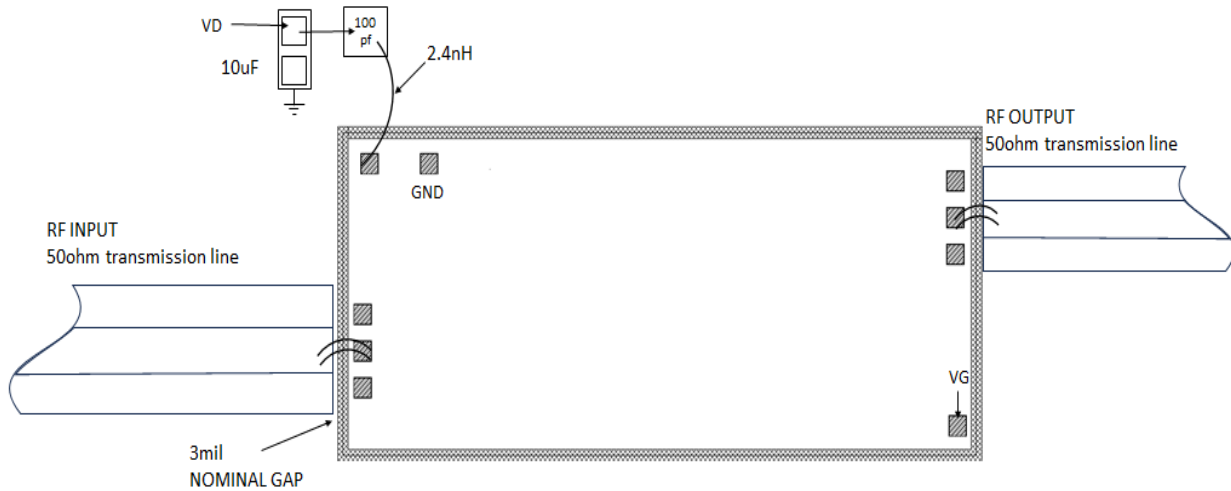 VD
100
pf
10uF
2.4nH
RF OUTPUT
50ohm transmission line
GND
RF INPUT
50ohm transmission line
VG
3mil
NOMINAL GAP